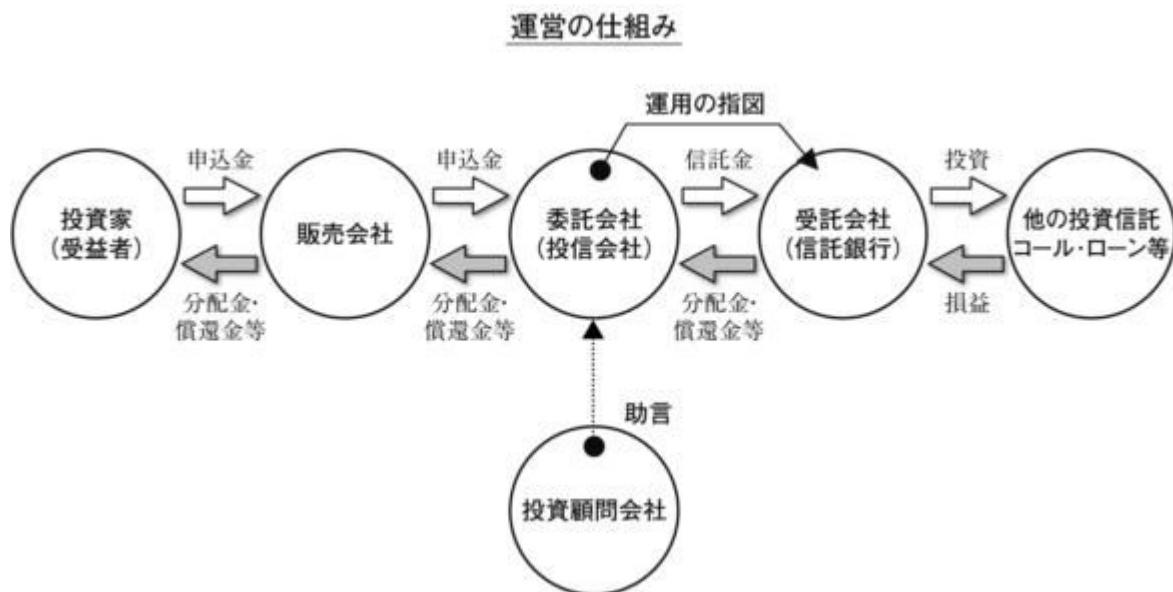 運営の仕組み
運用の指図
申込金
申込金
信託金
投資
投資家
(受益者)
販売会社
委託会社
(投信会社)
受託会社
(信託銀行)
他の投資信託
コール・ローン等
分配金・
償還金等
分配金・
償還金等
分配金・
償還金等
損益
助言
投資顧問会社